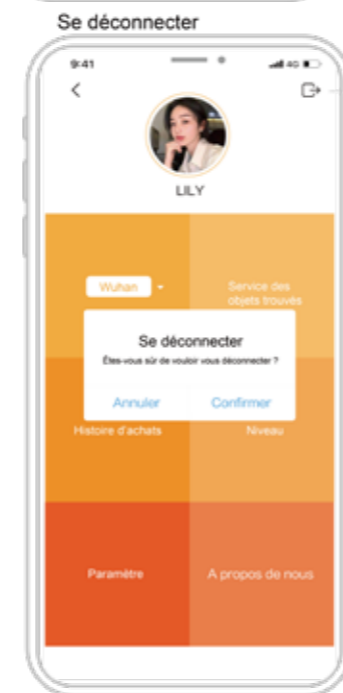 Se déconnecter
9:41
4G
LILY
Wuhan
Service des
objets trouvés
Se déconnecter
Êtes-vous sûr de vouloir vous déconnecter ?
Annuler
Confirmer
Histoire d'achats
Niveau
Paramètre
A propos de nous